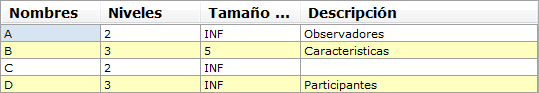 Nombres Niveles Tamaño ... Descripción
A 2 INF Observadores
B 3 5 Caracteristicas
C 2 INF
D 3 INF Participantes